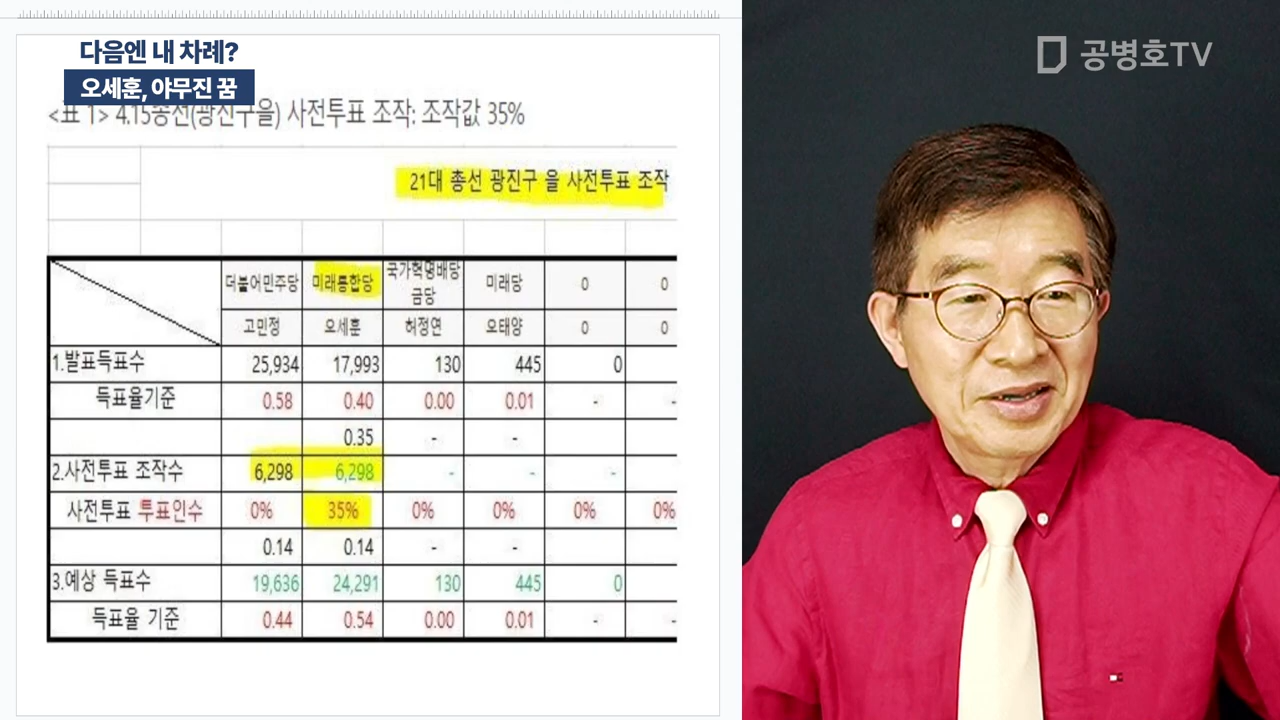 다음엔 내 차례?
오세훈, 야무진 꿈
공병호TV
<표 1> 4.15총선(광진구을) 사전투표 조작: 조작값 35%
21대 총선 광진구 을 사전투표 조작
더불어민주당 미래통합당 국가혁명배당금당 미래당 0 0
고민정 오세훈 허정연 오태양 0 0
1.발표득표수 25,934 17,993 130 445 0
득표율기준 0.58 0.40 0.00 0.01 - -
0.35 - -
2.사전투표 조작수 6,298 6,298 - - -
사전투표 투표인수 0% 35% 0% 0% 0% 0%
0.14 0.14 - -
3.예상 득표수 19,636 24,291 130 445 0
득표율 기준 0.44 0.54 0.00 0.01 - -